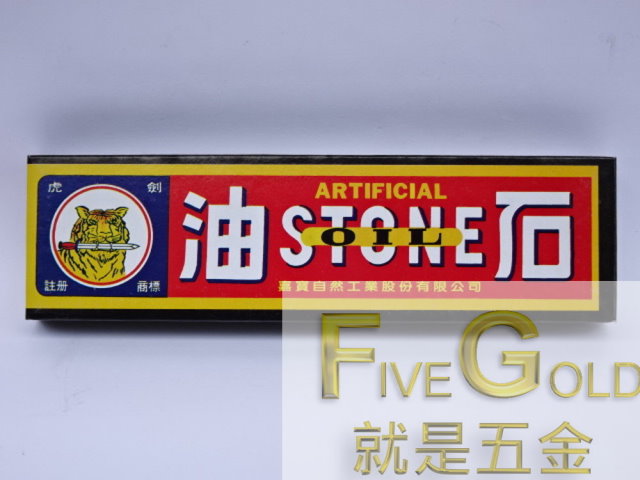 虎 劍
註册 商標
ARTIFICIAL
油 STONE 石
OIL
嘉寶自然工業股份有限公司
FIVE GOLD
就是五金